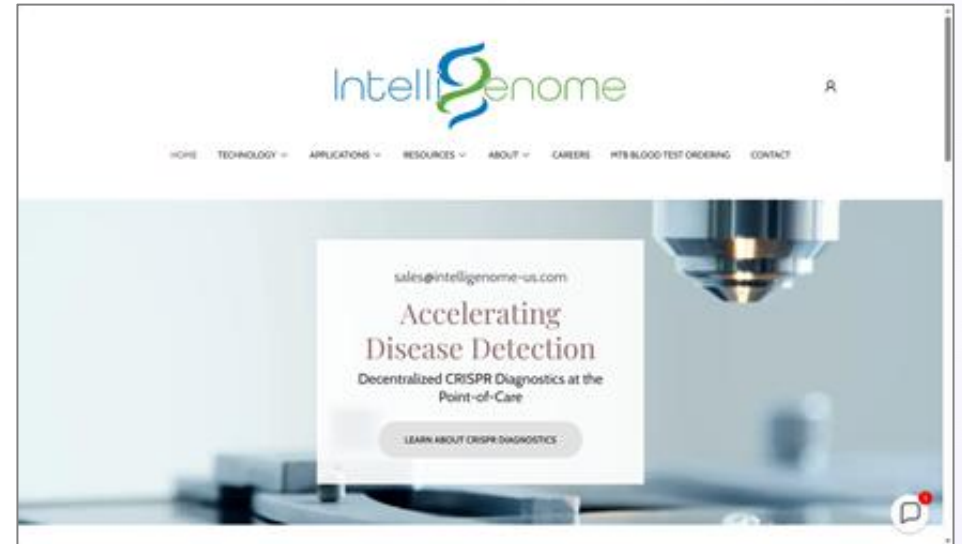 IntelliGenome
HOME TECHNOLOGY APPLICATIONS RESOURCES ABOUT CAREERS MTB BLOOD TEST ORDERING CONTACT
sales@intelligenome-us.com
Accelerating
Disease Detection
Decentralized CRISPR Diagnostics at the
Point-of-Care
LEARN ABOUT CRISPR DIAGNOSTICS